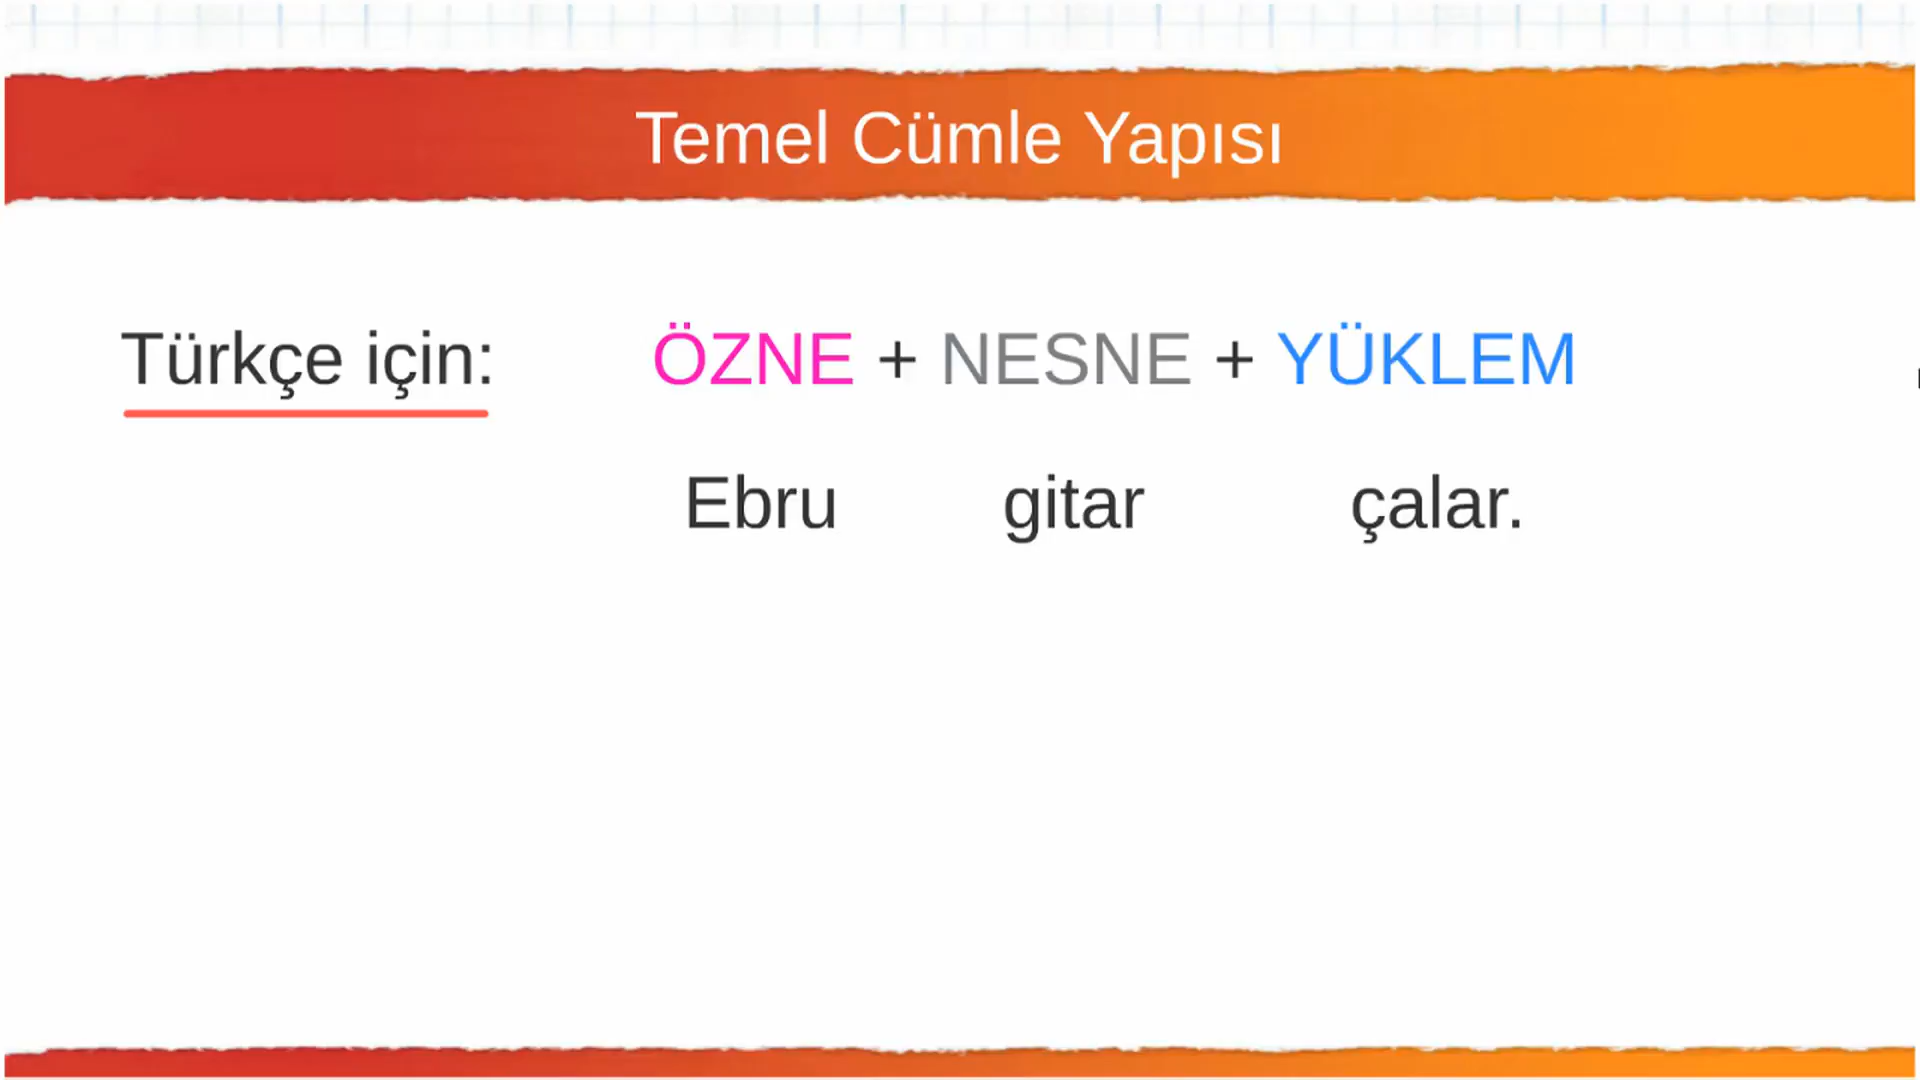 Temel Cümle Yapısı
Türkçe için: ÖZNE + NESNE + YÜKLEM
Ebru gitar çalar.